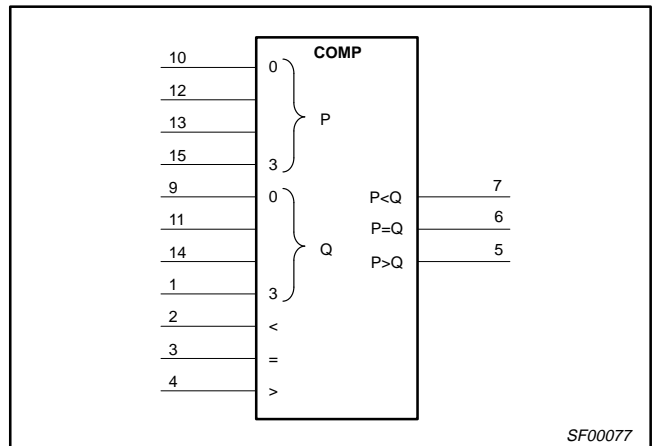 COMP
10 0
12
13 P
15 3
9 0 P<Q 7
11 P=Q 6
14 Q P>Q 5
1 3
2 <
3 =
4 >
SF00077